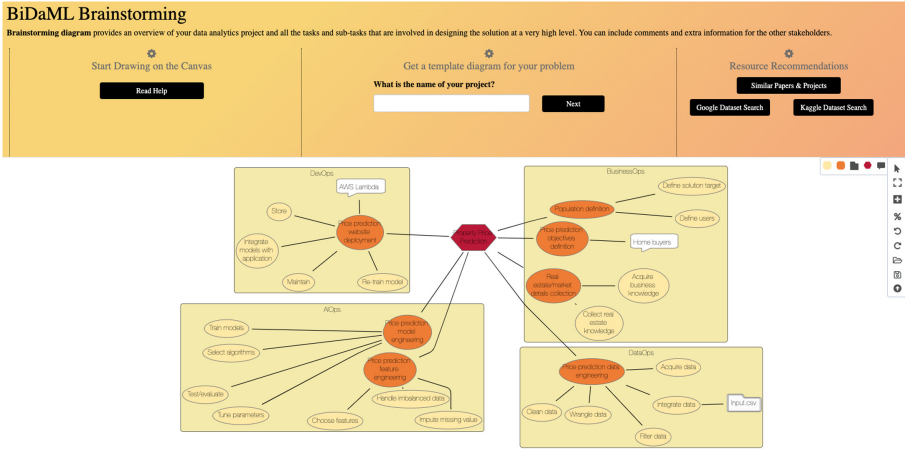 BiDaML Brainstorming
Brainstorming diagram provides an overview of your data analytics project and all the tasks and sub-tasks that are involved in designing the solution at a very high level. You can include comments and extra information for the other stakeholders.
Start Drawing on the Canvas
Read Help
Get a template diagram for your problem
What is the name of your project?
Next
Resource Recommendations
Similar Papers & Projects
Google Dataset Search
Kaggle Dataset Search
DevOps
AWS Lambda
Store
Price prediction
website
deployment
Integrate
models with
application
Maintain
Re-train model
Property Price
Prediction
BusinessOps
Define solution target
Population definition
Define users
Price prediction
objectives
definition
Home buyers
Real
estate/market
details collection
Acquire
business
knowledge
Collect real
estate
knowledge
AIOps
Train models
Price prediction
model
engineering
Select algorithms
Price prediction
feature
engineering
Test/evaluate
Handle imbalanced data
Tune parameters
Choose features
Impute missing value
DataOps
Price prediction data
engineering
Acquire data
Integrate data
Input.csv
Clean data
Wrangle data
Filter data